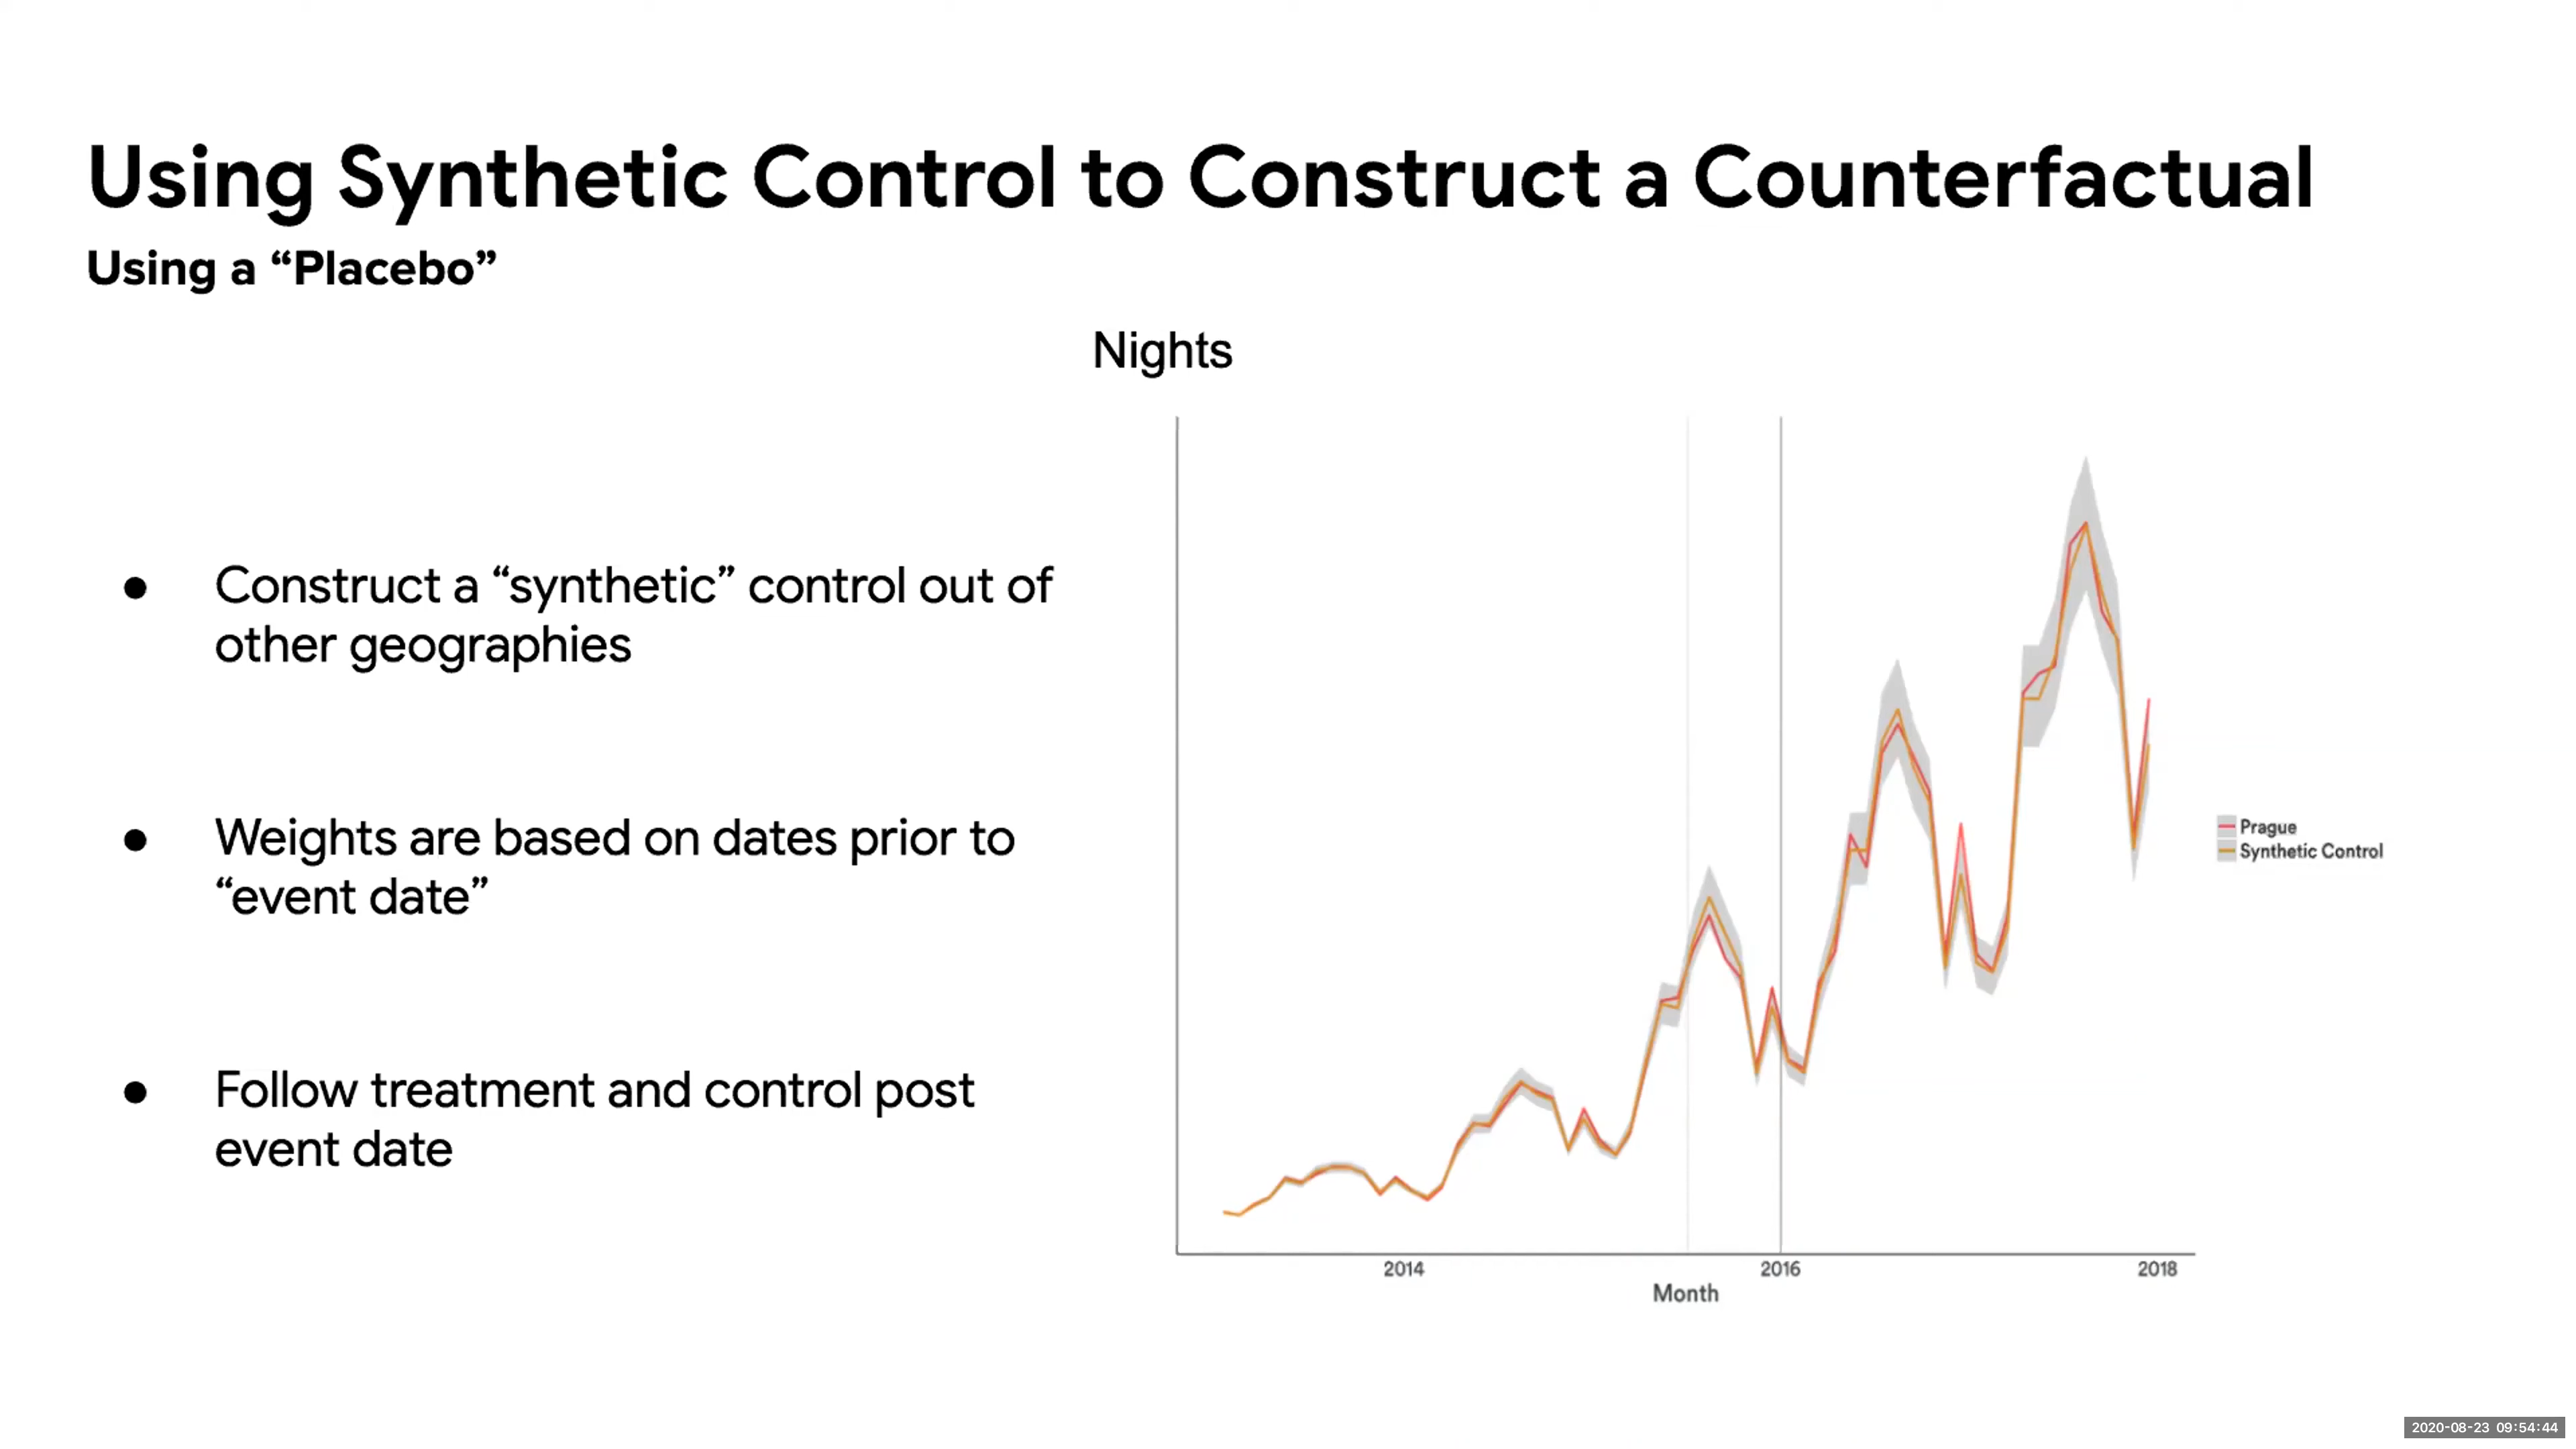 Using Synthetic Control to Construct a Counterfactual
Using a “Placebo”
● Construct a “synthetic” control out of
other geographies
● Weights are based on dates prior to
“event date”
● Follow treatment and control post
event date
Nights
Prague
Synthetic Control
2014
2016
2018
Month
2020-08-23 09:54:44